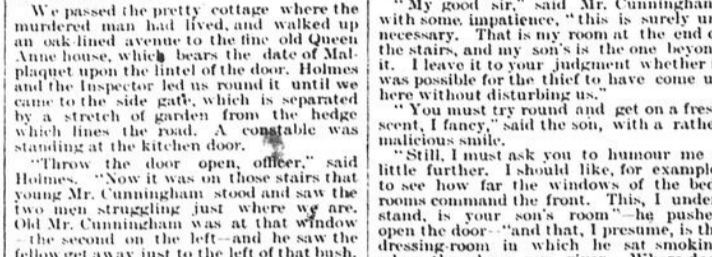 We passed the pretty cottage where the
murdered man had lived, and walked up
an oak-lined avenue to the fine old Queen
Anne house, which bears the date of Mal-
plaquet upon the lintel of the door. Holmes
and the Inspector led us round it until we
came to the side gate, which is separated
by a stretch of garden from the hedge
which lines the road. A constable was
standing at the kitchen door.
"Throw the door open, officer," said
Holmes. "Now it was on those stairs that
young Mr. Cunningham stood and saw the
two men struggling just where we are.
Old Mr. Cunningham was at that window
—the second on the left—and he saw the
fellow get away just to the left of that bush.
"My good sir," said Mr. Cunningham
with some impatience, "this is surely un
necessary. That is my room at the end o
the stairs, and my son's is the one beyon
it. I leave it to your judgment whether i
was possible for the thief to have come u
here without disturbing us."
"You must try round and get on a fres
scent, I fancy," said the son, with a rathe
malicious smile.
"Still, I must ask you to humour me
little further. I should like, for example
to see how far the windows of the bed
rooms command the front. This, I under
stand, is your son's room"—he pushe
open the door--"and that, I presume, is th
dressing-room in which he sat smokin